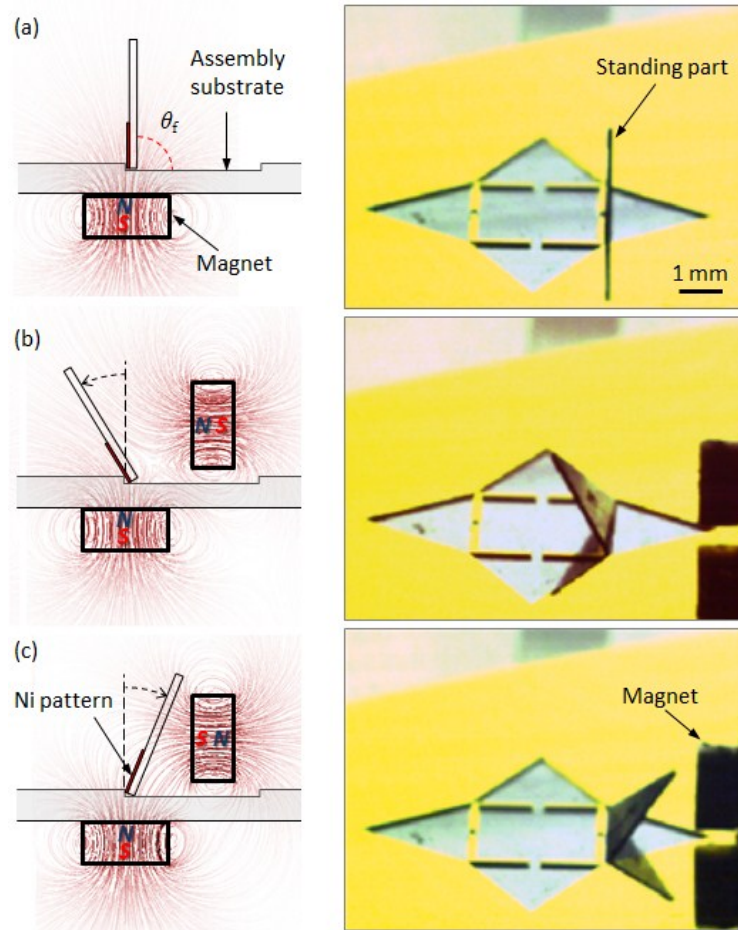 (a)
Assembly
substrate
θf
N
S
Magnet
Standing part
1 mm
(b)
N S
N
S
(c)
Ni pattern
S N
N
S
Magnet